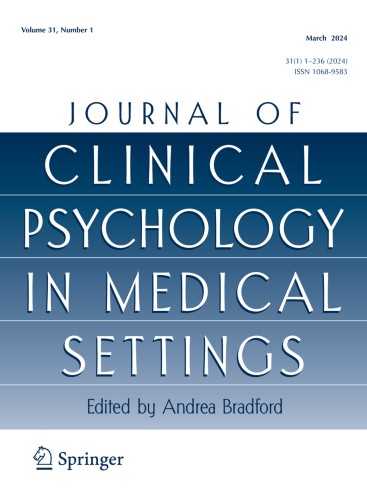 Volume 31, Number 1
March 2024
31(1) 1–236 (2024)
ISSN 1068-9583
JOURNAL OF
CLINICAL
PSYCHOLOGY
IN MEDICAL
SETTINGS
Edited by Andrea Bradford
Springer